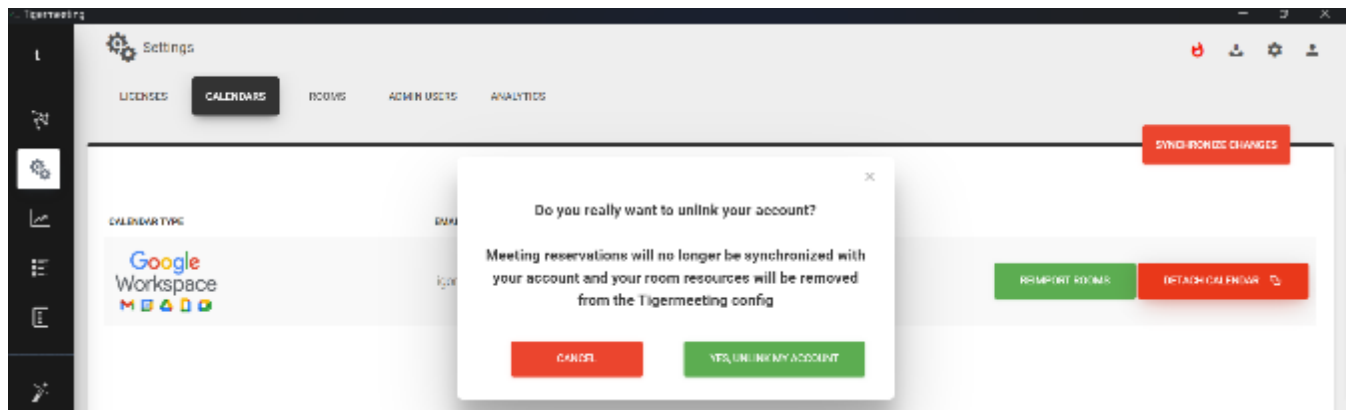 Tigermeeting
Settings
LICENSES CALENDARS ROOMS ADMIN USERS ANALYTICS
SYNCHRONIZE CHANGES
Do you really want to unlink your account?
CALENDAR TYPE
Meeting reservations will no longer be synchronized with
your account and your room resources will be removed
from the Tigermeeting config
Google
Workspace
REIMPORT ROOMS DETACH CALENDAR
CANCEL YES, UNLINK MY ACCOUNT